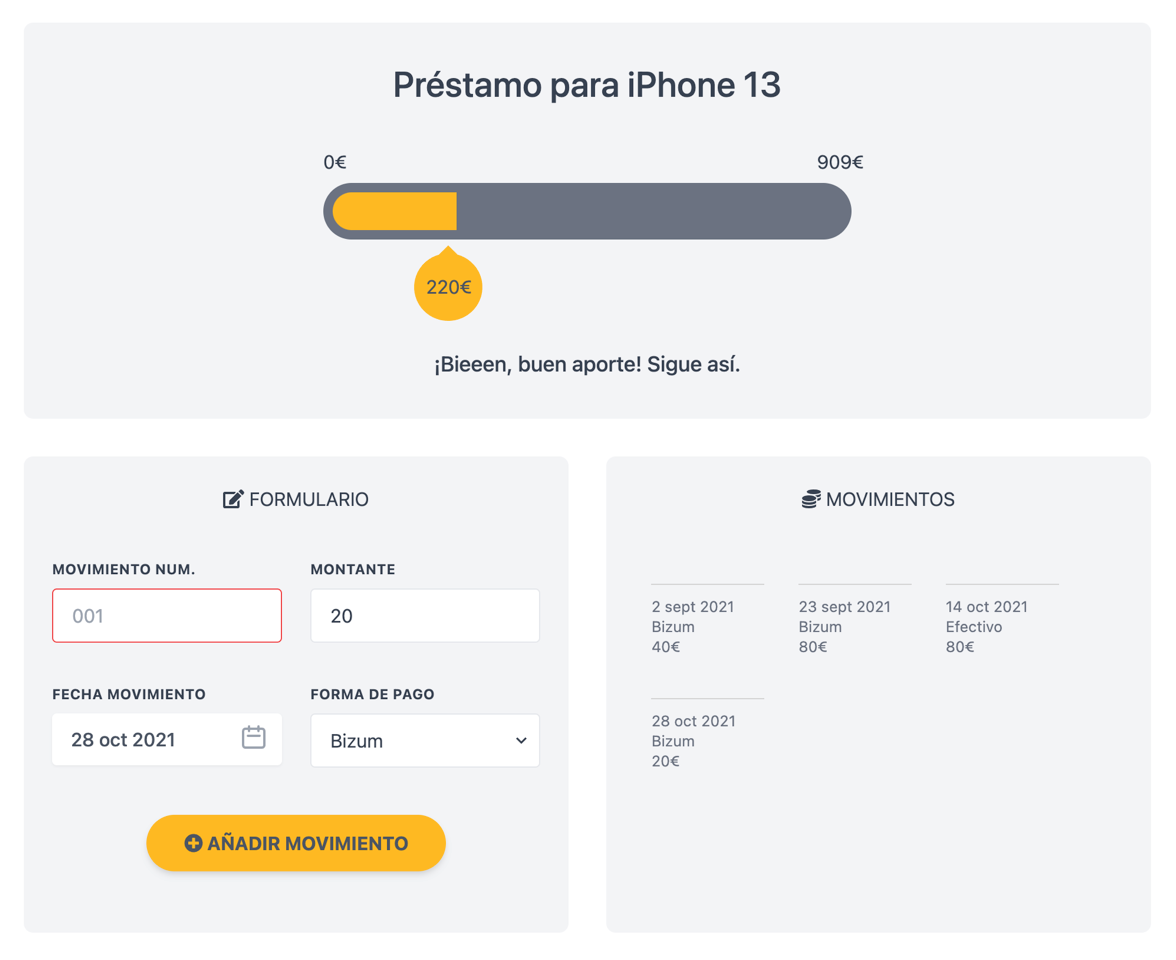 Préstamo para iPhone 13
0€ 909€
220€
¡Bieeen, buen aporte! Sigue así.
FORMULARIO
MOVIMIENTO NUM. MONTANTE
001 20
FECHA MOVIMIENTO FORMA DE PAGO
28 oct 2021 Bizum
AÑADIR MOVIMIENTO
MOVIMIENTOS
2 sept 2021
Bizum
40€
23 sept 2021
Bizum
80€
14 oct 2021
Efectivo
80€
28 oct 2021
Bizum
20€